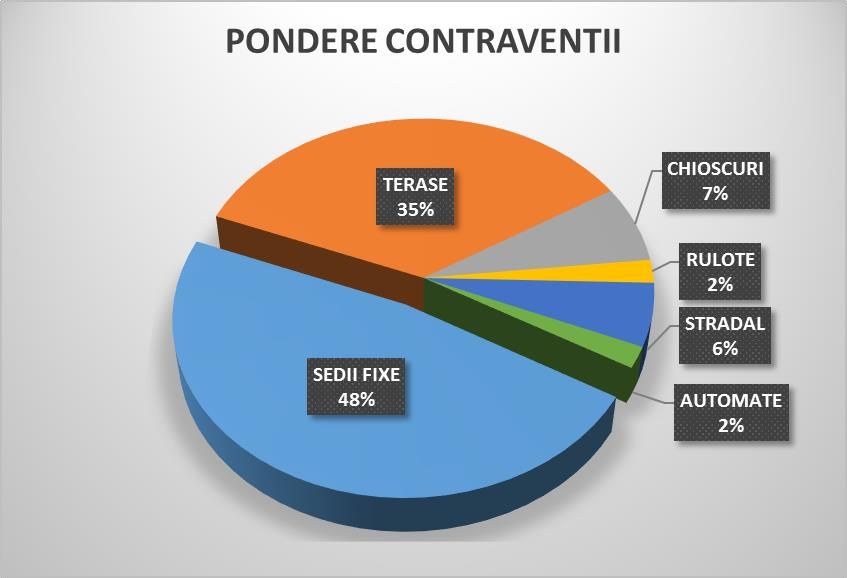 PONDERE CONTRAVENTII
TERASE
35%
CHIOSCURI
7%
RULOTE
2%
STRADAL
6%
AUTOMATE
2%
SEDII FIXE
48%